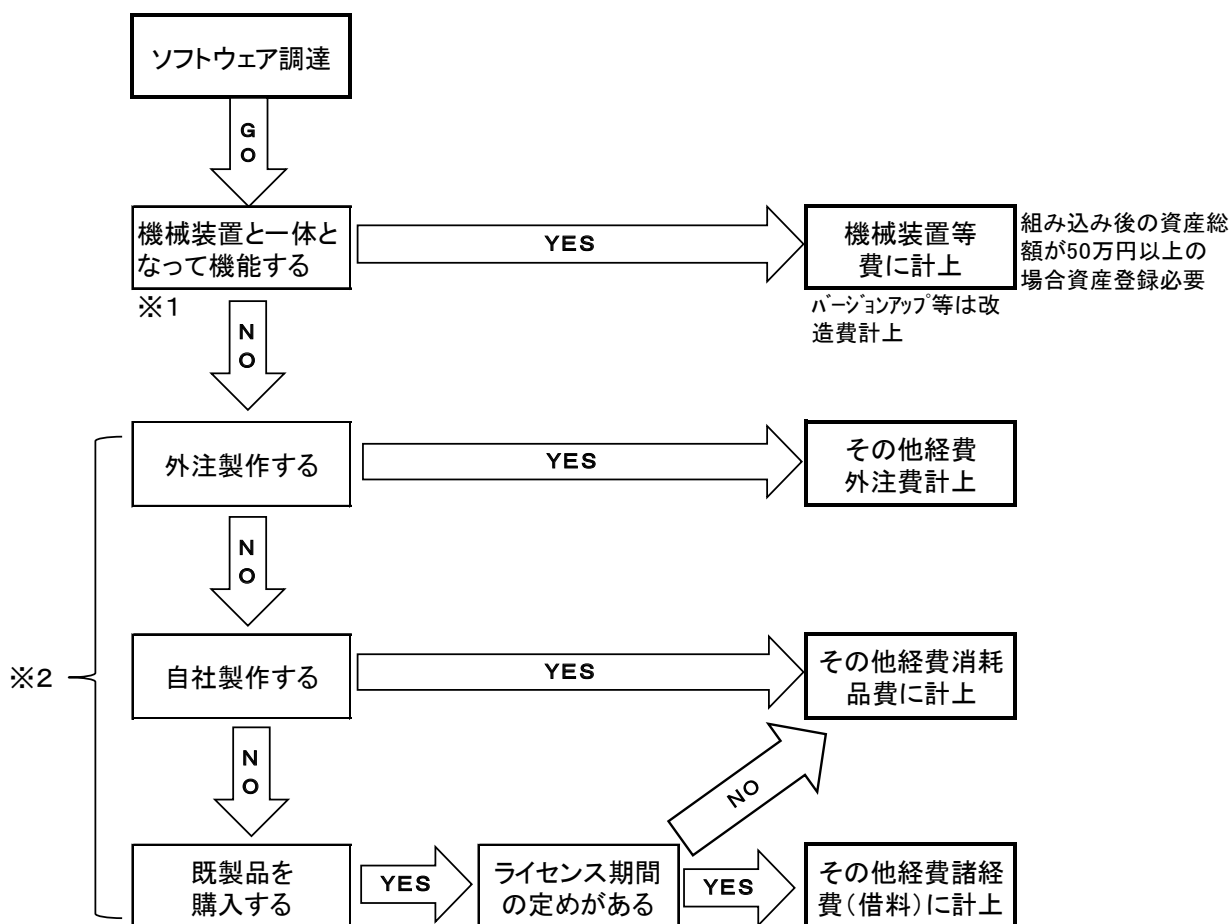 ソフトウェア調達
GO
機械装置と一体と
なって機能する
※1
YES
機械装置等
費に計上
組み込み後の資産総
額が50万円以上の
場合資産登録必要
バージョンアップ等は改
造費計上
NO
※2
外注製作する
YES
その他経費
外注費計上
NO
自社製作する
YES
その他経費消耗
品費に計上
NO
NO
既製品を
購入する
YES
ライセンス期間
の定めがある
YES
その他経費諸経
費(借料)に計上